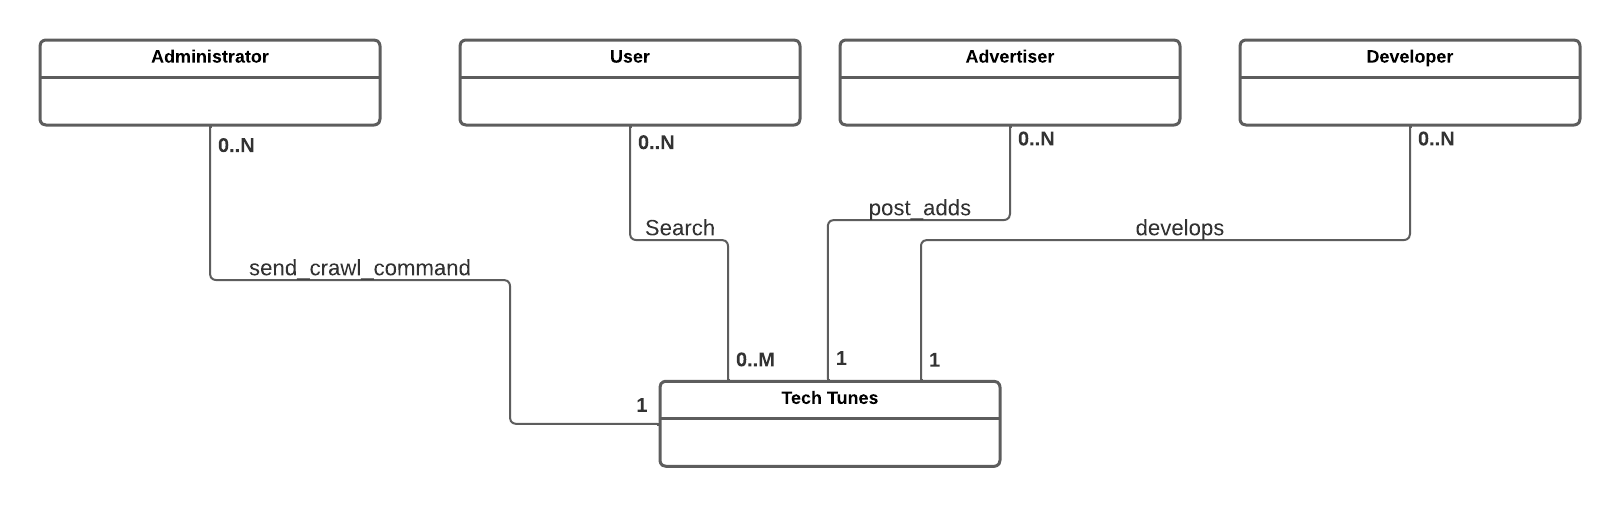 Administrator
User
Advertiser
Developer
0..N
0..N
0..N
0..N
post_adds
Search
develops
send_crawl_command
0..M
1
1
1
Tech Tunes